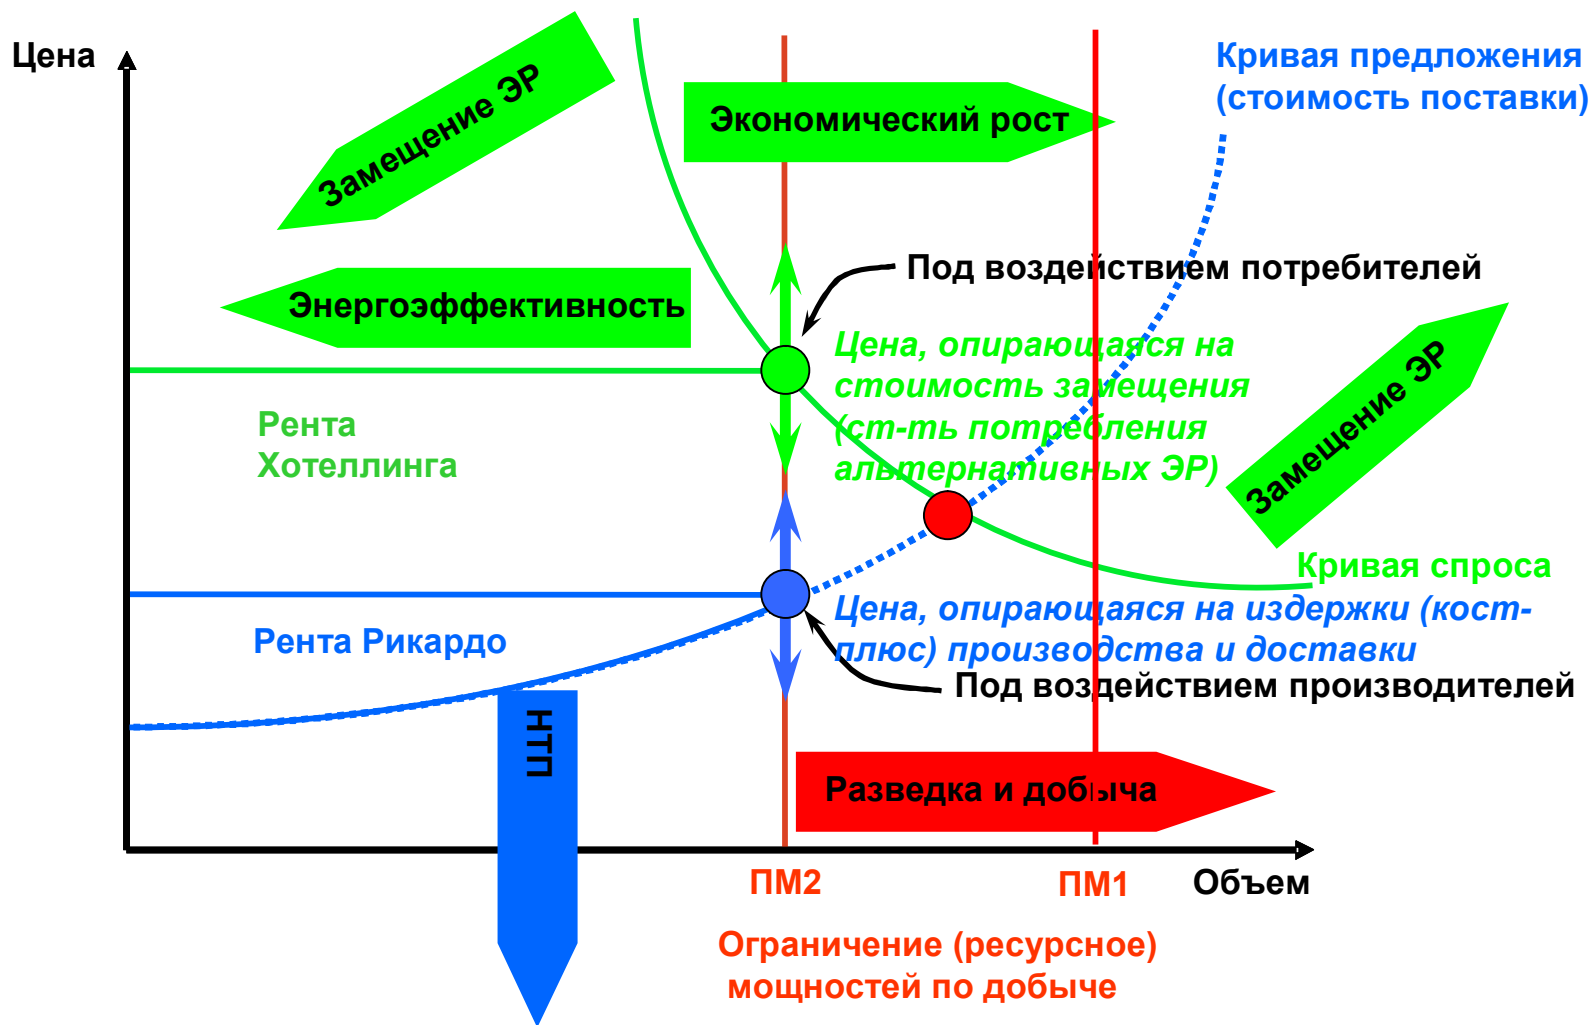 Цена
Замещение ЭР
Экономический рост
Кривая предложения
(стоимость поставки)
Под воздействием потребителей
Энергоэффективность
Цена, опирающаяся на
стоимость замещения
(ст-ть потребления
альтернативных ЭР)
Замещение ЭР
Рента
Хотеллинга
Кривая спроса
Цена, опирающаяся на издержки (кост-
плюс) производства и доставки
Рента Рикардо
Под воздействием производителей
НТП
Разведка и добыча
ПМ2
ПМ1
Объем
Ограничение (ресурсное)
мощностей по добыче